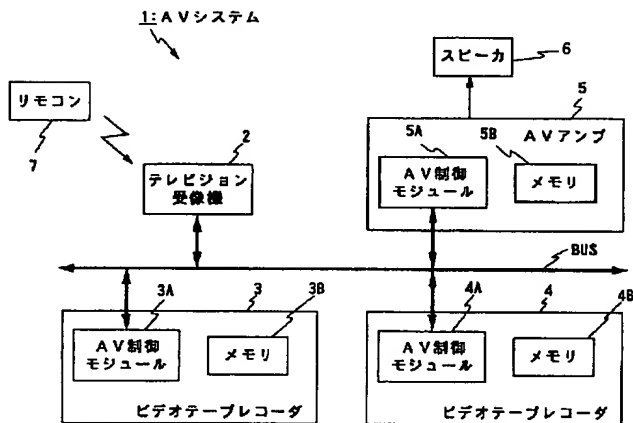 1:AVシステム
リモコン
7
2
テレビジョン
受像機
スピーカ
6
5
AVアンプ
5A
5B
AV制御
モジュール
メモリ
BUS
3A
3
3B
AV制御
モジュール
メモリ
ビデオテープレコーダ
4A
4
4B
AV制御
モジュール
メモリ
ビデオテープレコーダ